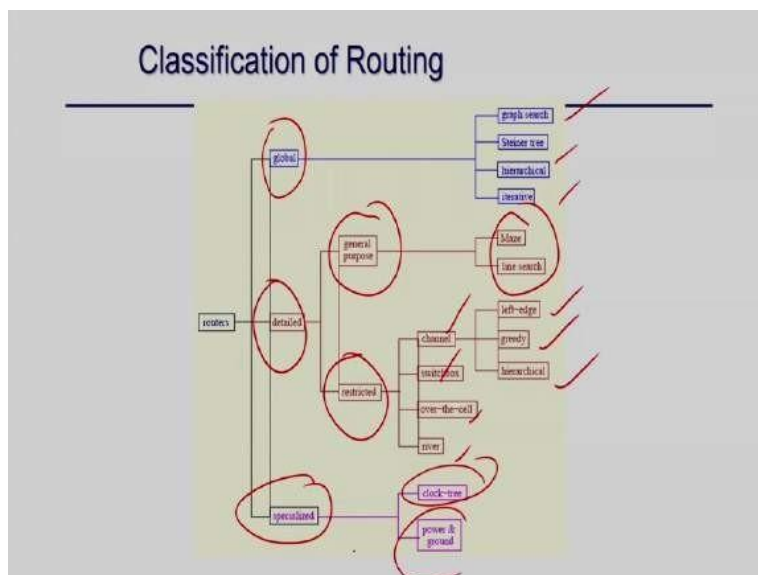 Classification of Routing
graph search
Steiner tree
hierarchical
iterative
global
general
purpose
Maze
line search
routers
detailed
left-edge
channel
greedy
switchbox
hierarchical
restricted
over-the-cell
river
clock-tree
specialized
power &
ground